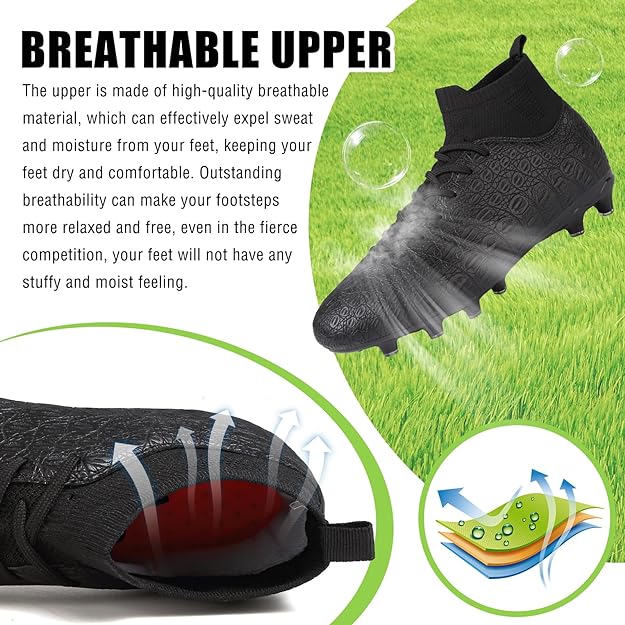 BREATHABLE UPPER
The upper is made of high-quality breathable
material, which can effectively expel sweat
and moisture from your feet, keeping your
feet dry and comfortable. Outstanding
breathability can make your footsteps
more relaxed and free, even in the fierce
competition, your feet will not have any
stuffy and moist feeling.